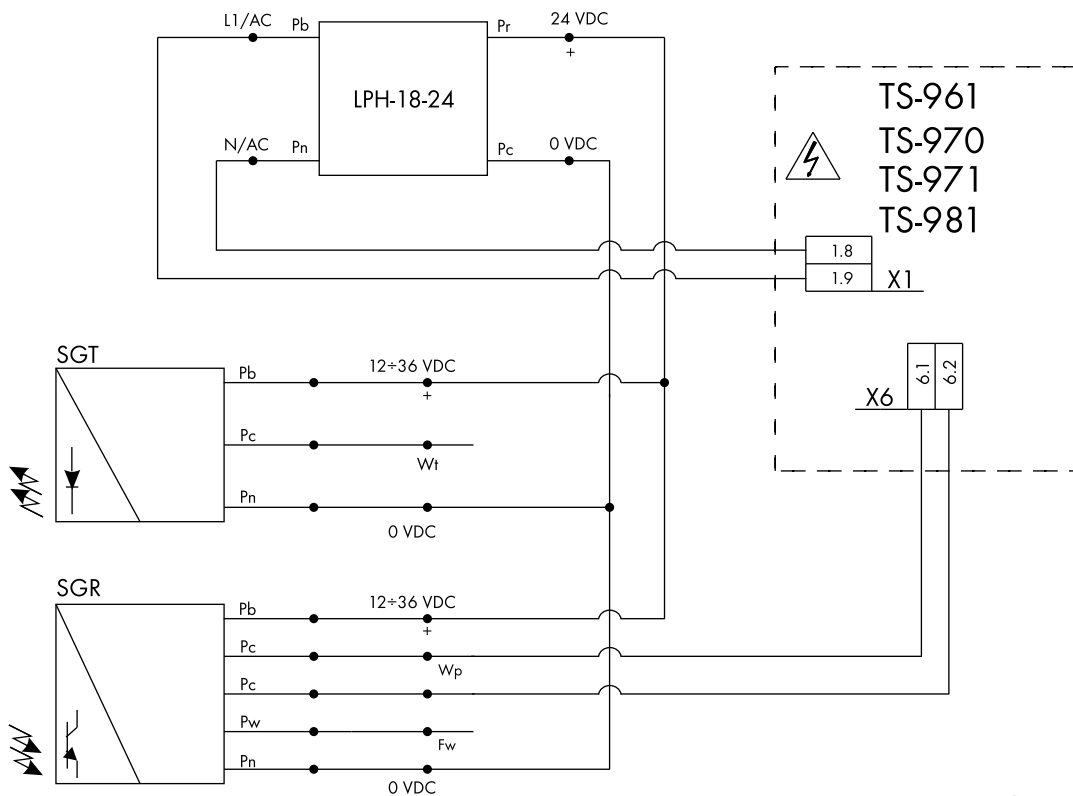 L1/AC Pb Pr 24 VDC
+
LPH-18-24
N/AC Pn Pc 0 VDC
TS-961
TS-970
TS-971
TS-981
1.8
1.9 X1
SGT
Pb 12÷36 VDC
+
Pc
Wt
Pn
0 VDC
X6 6.1 6.2
SGR
Pb 12÷36 VDC
+
Pc
Wp
Pc
Pw
Fw
Pn
0 VDC